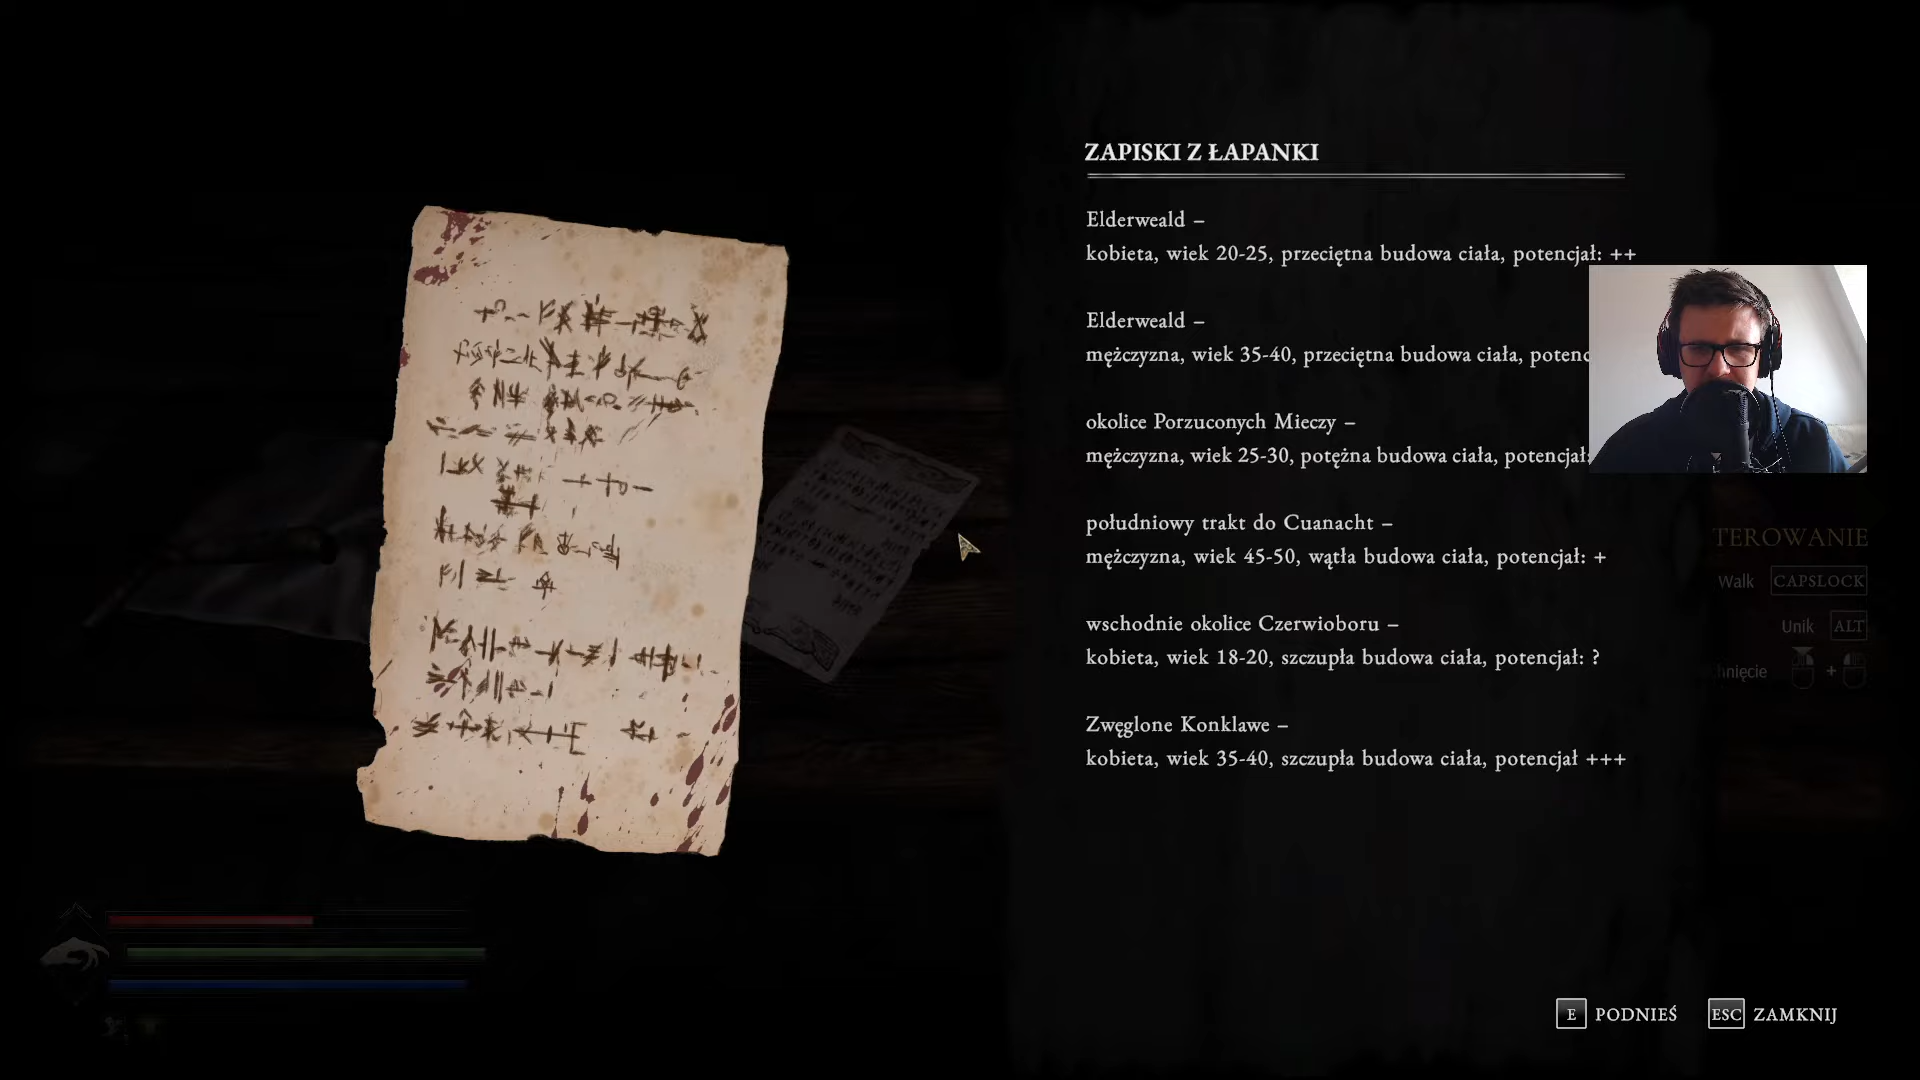 ZAPISKI Z ŁAPANKI
Elderweald –
kobieta, wiek 20-25, przeciętna budowa ciała, potencjał: ++
Elderweald –
mężczyzna, wiek 35-40, przeciętna budowa ciała,
okolice Porzuconych Mieczy –
mężczyzna, wiek 25-30, potężna budowa ciała, potencjał:
południowy trakt do Cuanacht –
mężczyzna, wiek 45-50, wątła budowa ciała, potencjał: +
wschodnie okolice Czerwioboru –
kobieta, wiek 18-20, szczupła budowa ciała, potencjał: ?
Zwęglone Konklawe –
kobieta, wiek 35-40, szczupła budowa ciała, potencjał +++
TEROWANIE
Walk CAPSLOCK
Unik ALT
hnięcie +
E PODNIEŚ ESC ZAMKNIJ